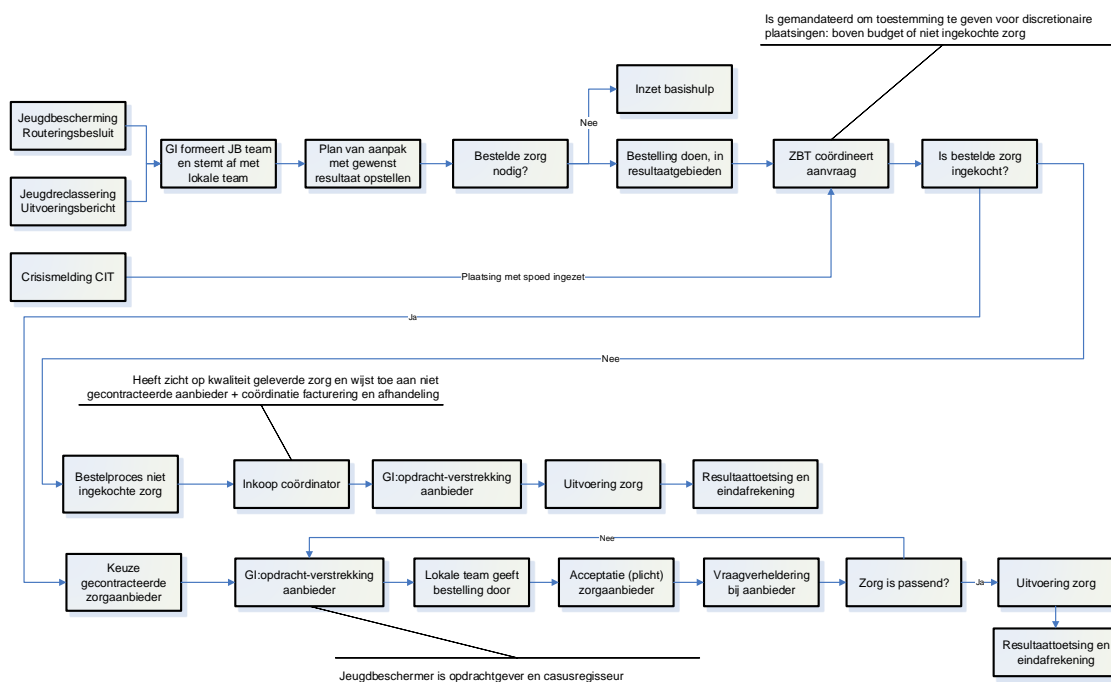 Is gemandateerd om toestemming te geven voor discretionaire
plaatsingen: boven budget of niet ingekochte zorg
Inzet basishulp
Nee
Jeugdbescherming
Routeringsbesluit
GI formeert JB team
en stemt af met
lokale team
Plan van aanpak
met gewenst
resultaat opstellen
Bestelde zorg
nodig?
Bestelling doen, in
resultaatgebieden
ZBT coördineert
aanvraag
Is bestelde zorg
ingekocht?
Jeugdreclassering
Uitvoeringsbericht
Crisismelding CIT
Plaatsing met spoed ingezet
Ja
Nee
Heeft zicht op kwaliteit geleverde zorg en wijst toe aan niet
gecontracteerde aanbieder + coördinatie facturering en afhandeling
Bestelproces niet
ingekochte zorg
Inkoop coördinator
GI:opdracht-verstrekking
aanbieder
Uitvoering zorg
Resultaattoetsing en
eindafrekening
Nee
Keuze
gecontracteerde
zorgaanbieder
GI:opdracht-verstrekking
aanbieder
Lokale team geeft
bestelling door
Acceptatie (plicht)
zorgaanbieder
Vraagverheldering
bij aanbieder
Zorg is passend?
Ja
Uitvoering zorg
Resultaattoetsing en
eindafrekening
Jeugdbeschermer is opdrachtgever en casusregisseur